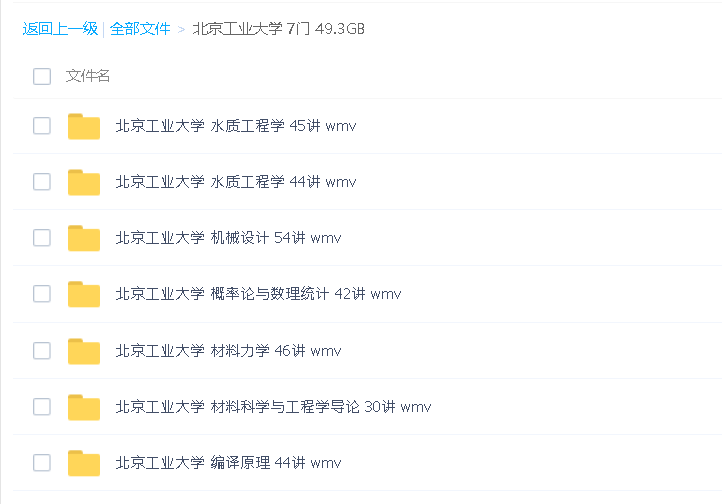 返回上一级 | 全部文件 > 北京工业大学 7门 49.3GB
文件名
北京工业大学 水质工程学 45讲 wmv
北京工业大学 水质工程学 44讲 wmv
北京工业大学 机械设计 54讲 wmv
北京工业大学 概率论与数理统计 42讲 wmv
北京工业大学 材料力学 46讲 wmv
北京工业大学 材料科学与工程学导论 30讲 wmv
北京工业大学 编译原理 44讲 wmv